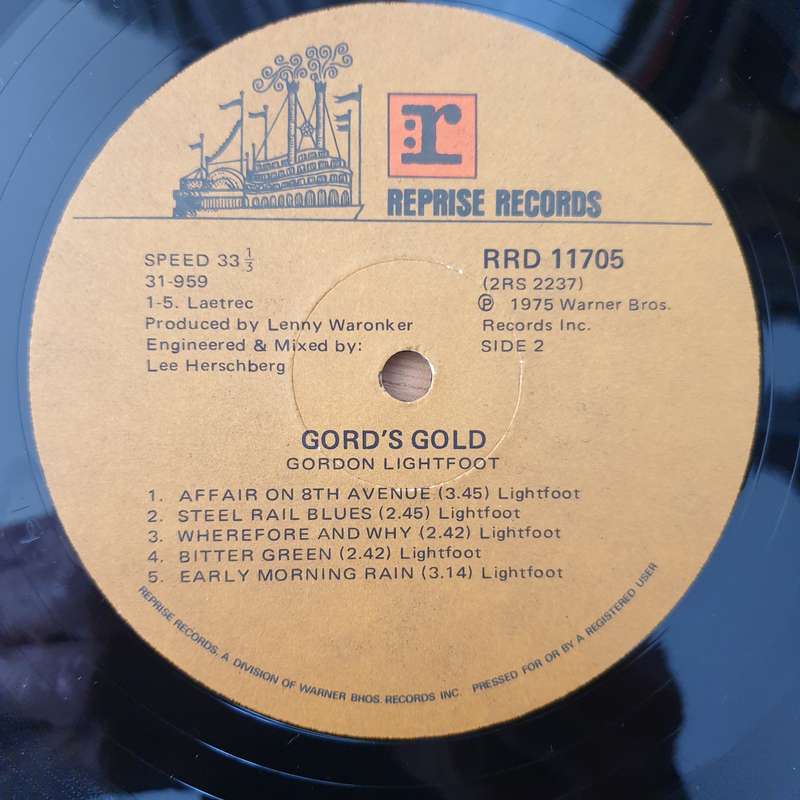 r
REPRISE RECORDS
SPEED 33 1/3
31-959
1-5. Laetrec
Produced by Lenny Waronker
Engineered & Mixed by:
Lee Herschberg
RRD 11705
(2RS 2237)
℗ 1975 Warner Bros.
Records Inc.
SIDE 2
GORD'S GOLD
GORDON LIGHTFOOT
1. AFFAIR ON 8TH AVENUE (3.45) Lightfoot
2. STEEL RAIL BLUES (2.45) Lightfoot
3. WHEREFORE AND WHY (2.42) Lightfoot
4. BITTER GREEN (2.42) Lightfoot
5. EARLY MORNING RAIN (3.14) Lightfoot
REPRISE RECORDS, A DIVISION OF WARNER BROS. RECORDS INC. PRESSED FOR OR BY A REGISTERED USER